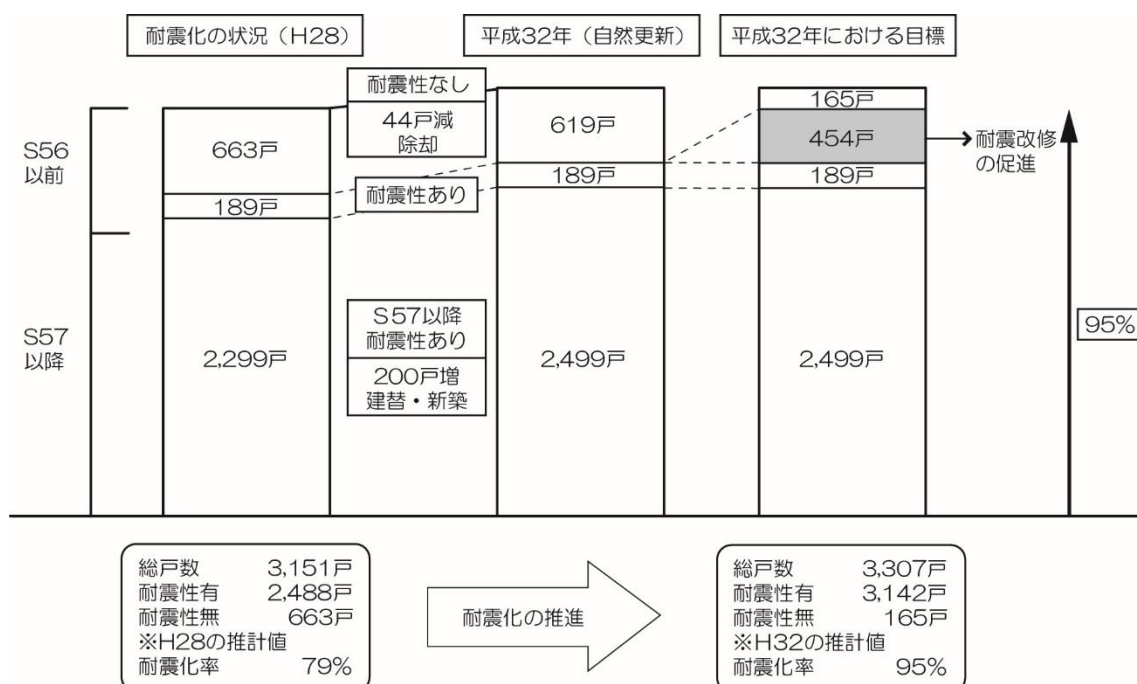 耐震化の状況（H28）
平成32年（自然更新）
平成32年における目標
S56
以前
S57
以降
663戸
189戸
2,299戸
耐震性なし
44戸減
除却
耐震性あり
S57以降
耐震性あり
200戸増
建替・新築
619戸
189戸
2,499戸
165戸
454戸
189戸
2,499戸
耐震改修
の促進
95%
総戸数 3,151戸
耐震性有 2,488戸
耐震性無 663戸
※H28の推計値
耐震化率 79%
耐震化の推進
総戸数 3,307戸
耐震性有 3,142戸
耐震性無 165戸
※H32の推計値
耐震化率 95%